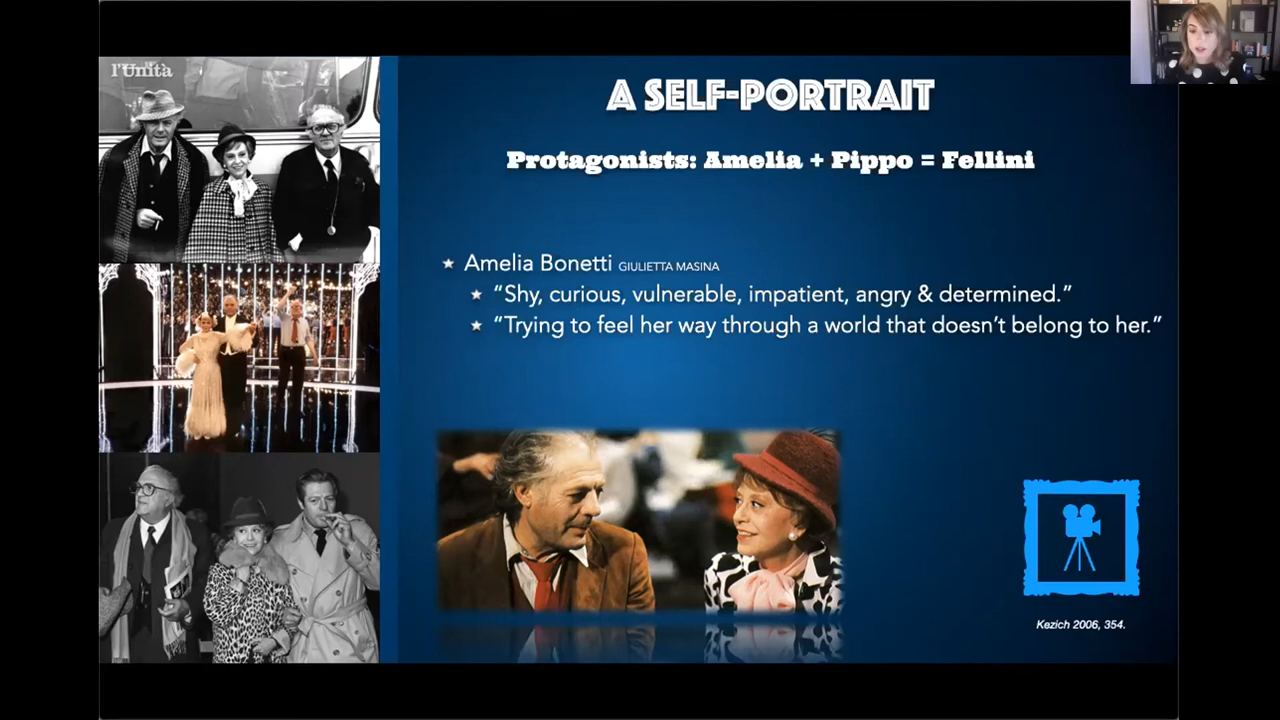 l'Unità
A SELF-PORTRAIT
Protagonists: Amelia + Pippo = Fellini
Amelia Bonetti GIULIETTA MASINA
“Shy, curious, vulnerable, impatient, angry & determined.”
“Trying to feel her way through a world that doesn’t belong to her.”
Kezich 2006, 354.